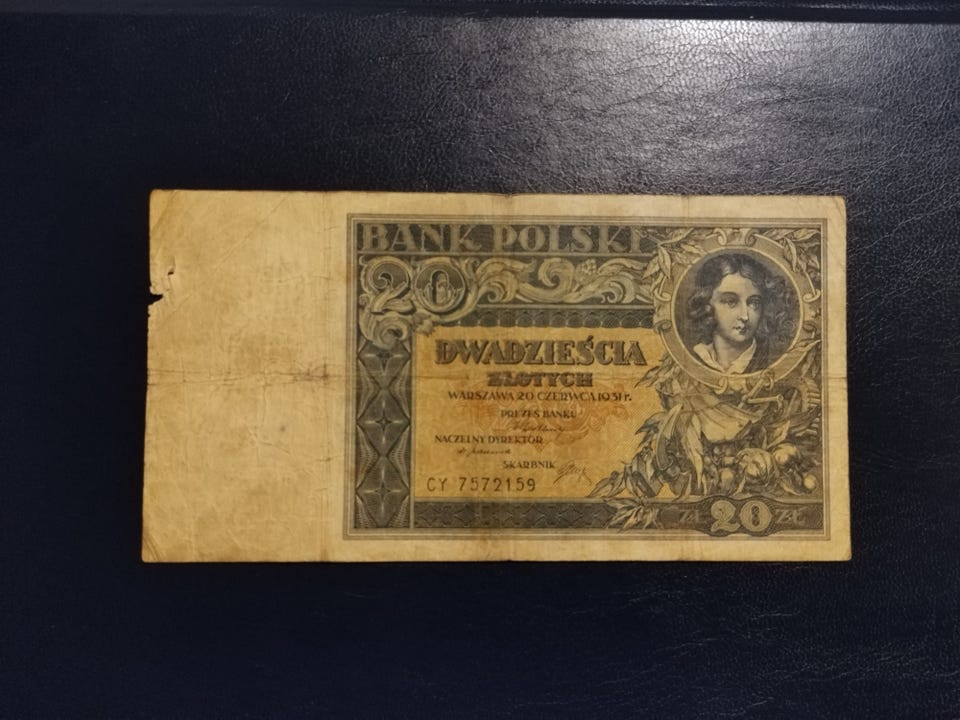 BANK POLSKI
20
DWADZIEŚCIA
ZŁOTYCH
WARSZAWA 20 CZERWCA 1931 r.
PREZES BANKU
NACZELNY DYREKTOR
SKARBNIK
CY 7572159
ZŁ 20 ZŁ